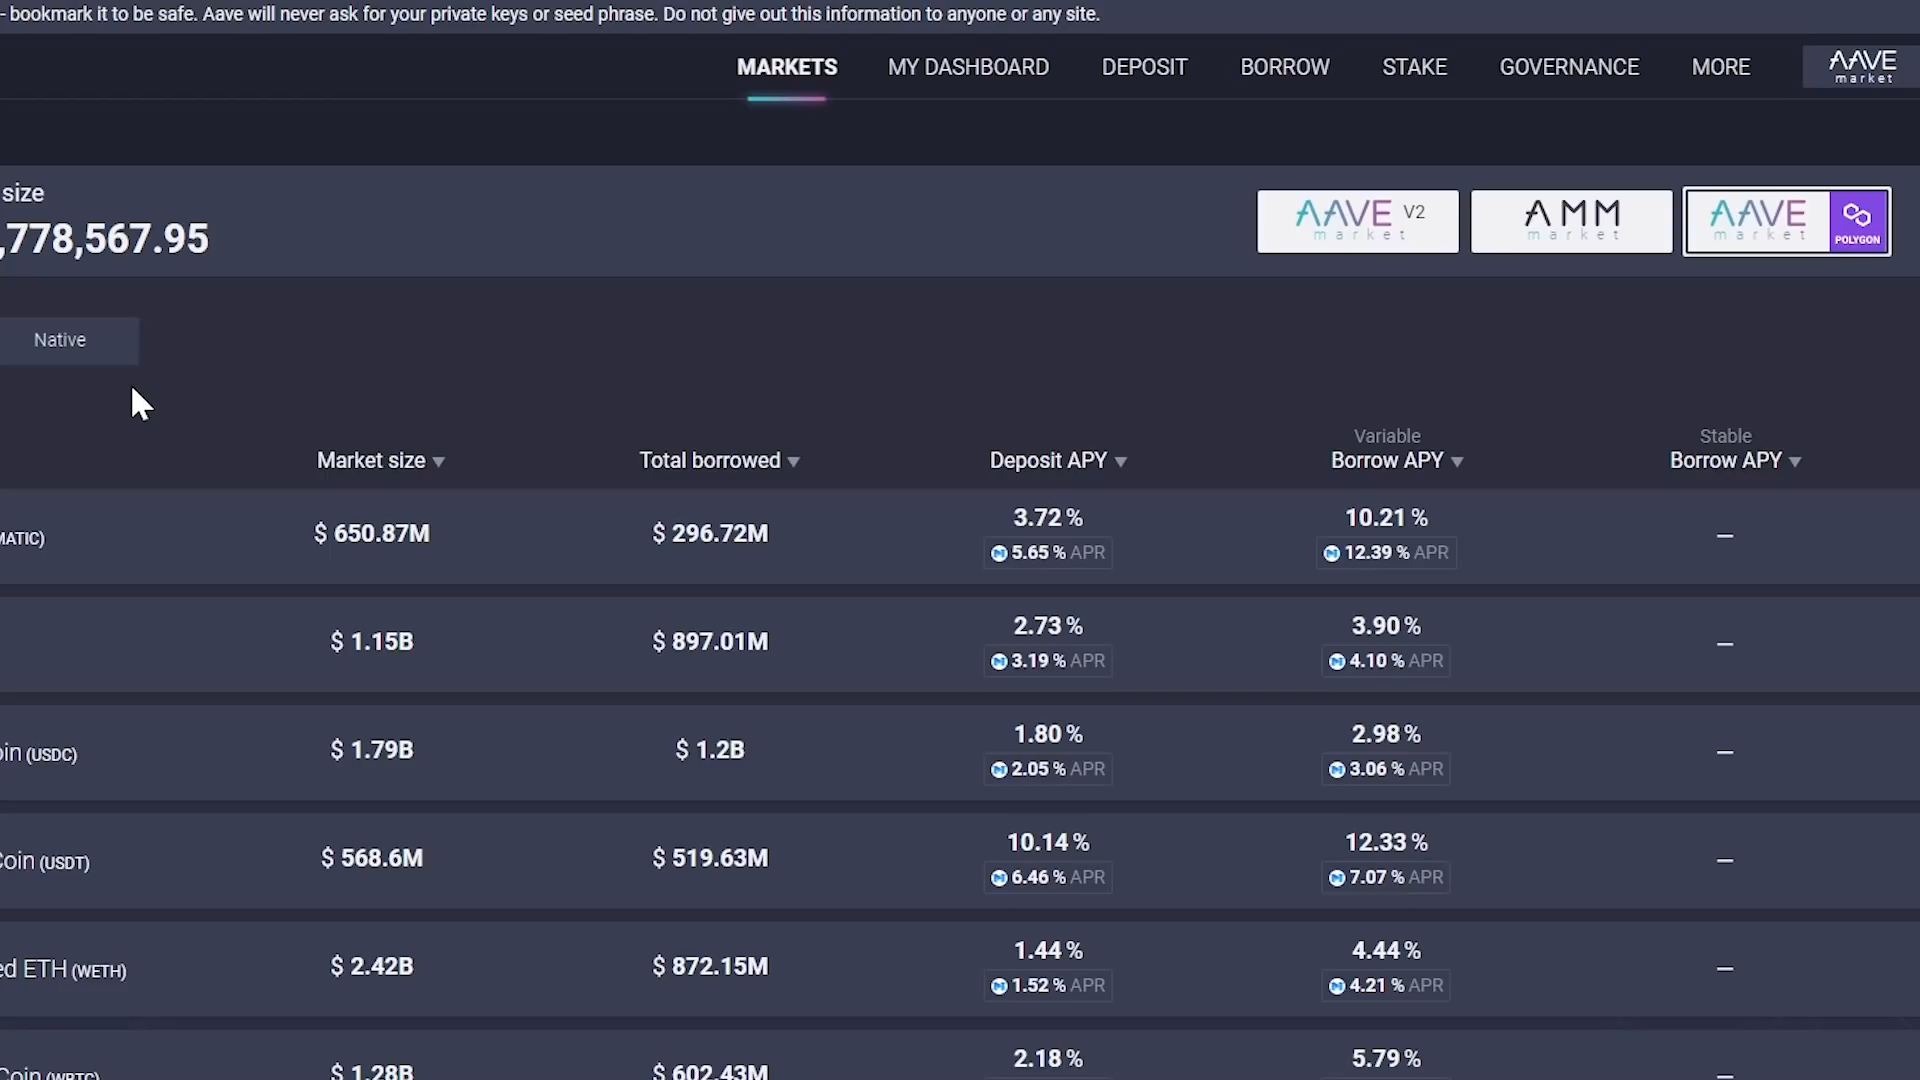 - bookmark it to be safe. Aave will never ask for your private keys or seed phrase. Do not give out this information to anyone or any site.
MARKETS MY DASHBOARD DEPOSIT BORROW STAKE GOVERNANCE MORE AAVE
market
size
,778,567.95
AAVE V2
market
AMM
market
AAVE
market
POLYGON
Native
Variable Stable
Market size Total borrowed Deposit APY Borrow APY Borrow APY
MATIC) $ 650.87M $ 296.72M 3.72 % 10.21 % —
5.65 % APR 12.39 % APR
$ 1.15B $ 897.01M 2.73 % 3.90 % —
3.19 % APR 4.10 % APR
oin (USDC) $ 1.79B $ 1.2B 1.80 % 2.98 % —
2.05 % APR 3.06 % APR
Coin (USDT) $ 568.6M $ 519.63M 10.14 % 12.33 % —
6.46 % APR 7.07 % APR
ed ETH (WETH) $ 2.42B $ 872.15M 1.44 % 4.44 % —
1.52 % APR 4.21 % APR
Coin (WBTC) $ 1.28B $ 602.43M 2.18 % 5.79 % —